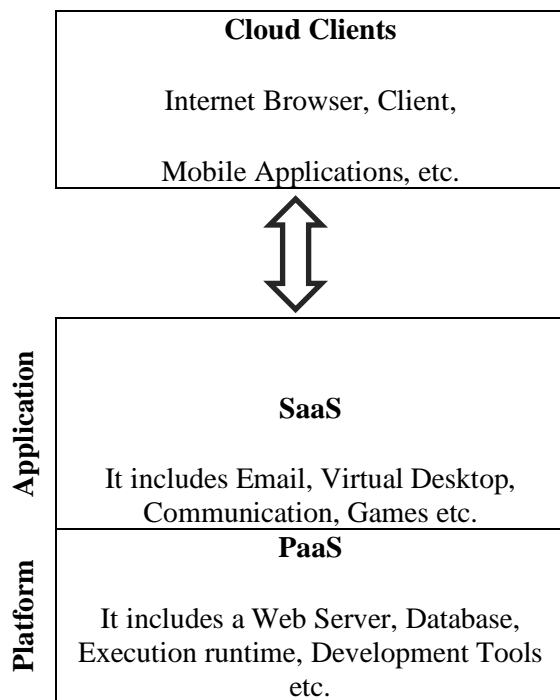 Cloud Clients
Internet Browser, Client,
Mobile Applications, etc.
Application
SaaS
It includes Email, Virtual Desktop,
Communication, Games etc.
Platform
PaaS
It includes a Web Server, Database,
Execution runtime, Development Tools
etc.